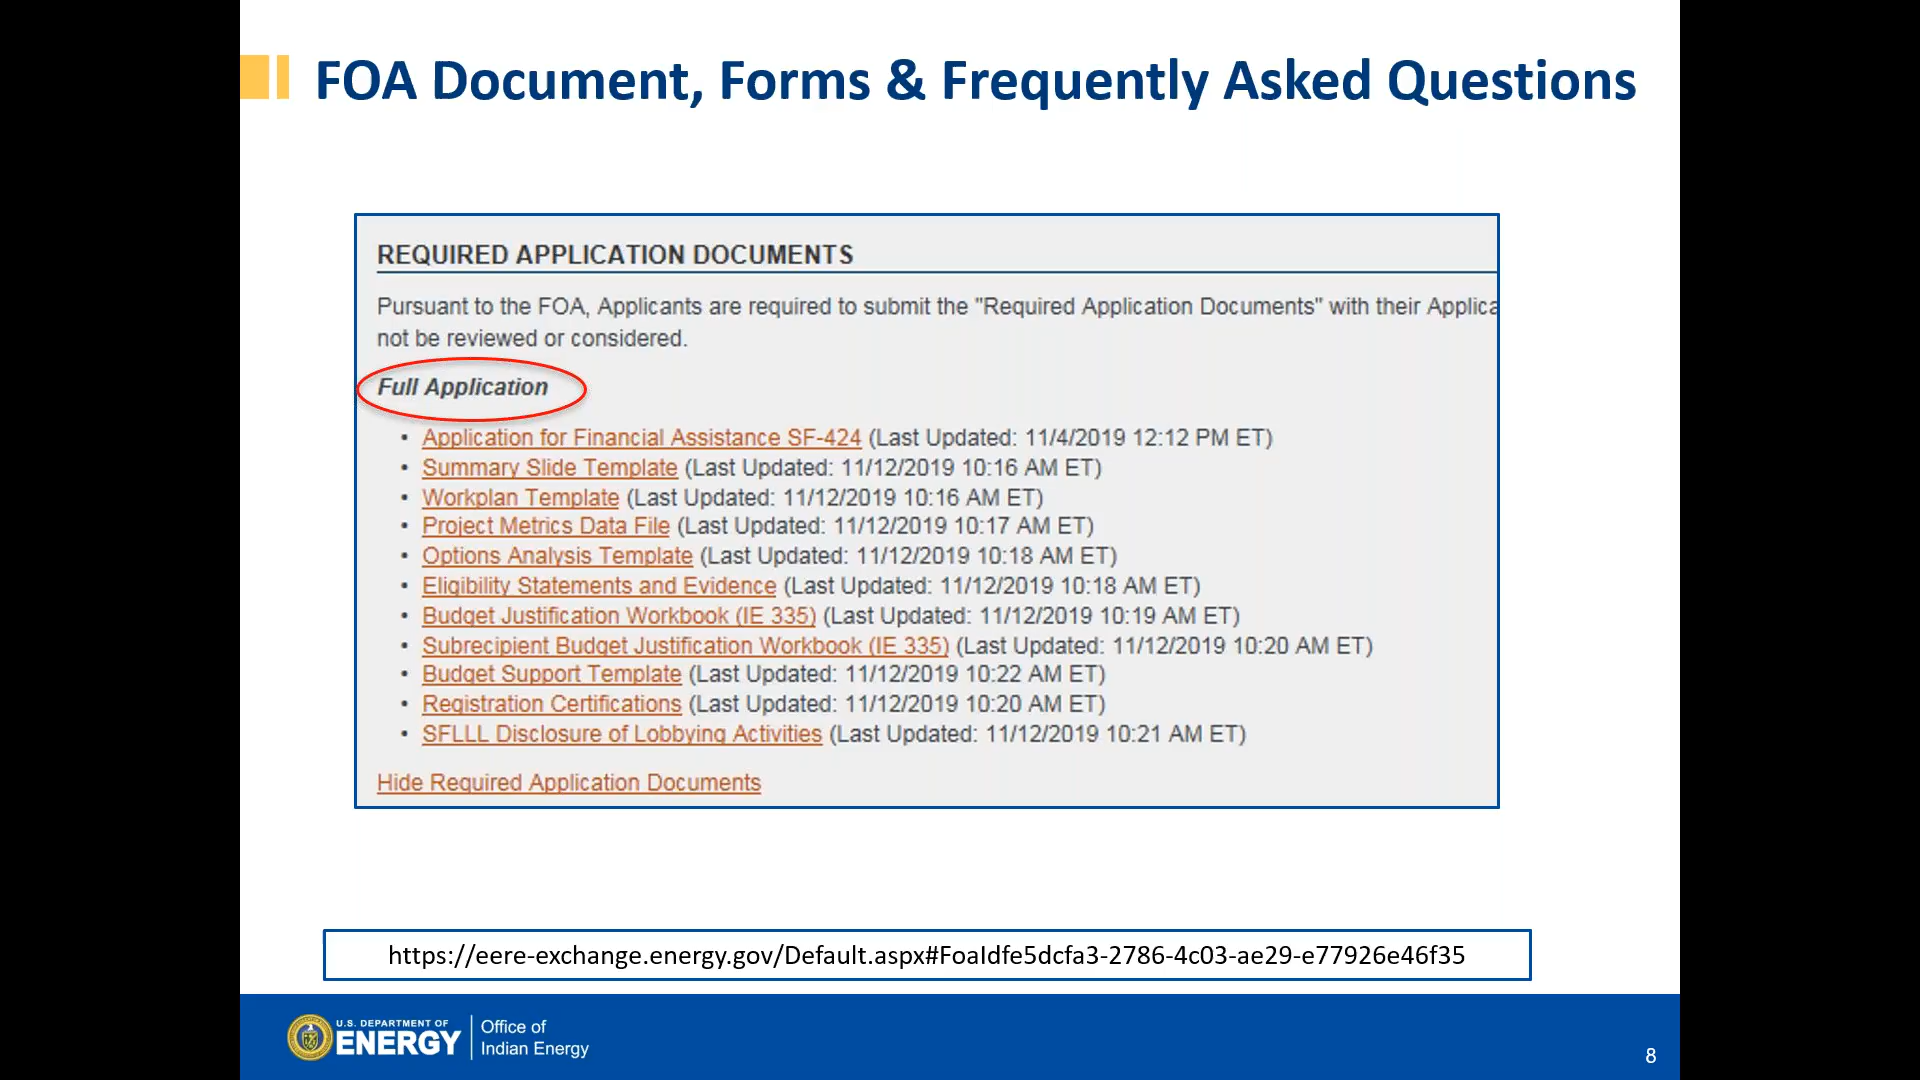 FOA Document, Forms & Frequently Asked Questions
REQUIRED APPLICATION DOCUMENTS
Pursuant to the FOA, Applicants are required to submit the "Required Application Documents" with their Applica
not be reviewed or considered.
Full Application
• Application for Financial Assistance SF-424 (Last Updated: 11/4/2019 12:12 PM ET)
• Summary Slide Template (Last Updated: 11/12/2019 10:16 AM ET)
• Workplan Template (Last Updated: 11/12/2019 10:16 AM ET)
• Project Metrics Data File (Last Updated: 11/12/2019 10:17 AM ET)
• Options Analysis Template (Last Updated: 11/12/2019 10:18 AM ET)
• Eligibility Statements and Evidence (Last Updated: 11/12/2019 10:18 AM ET)
• Budget Justification Workbook (IE 335) (Last Updated: 11/12/2019 10:19 AM ET)
• Subrecipient Budget Justification Workbook (IE 335) (Last Updated: 11/12/2019 10:20 AM ET)
• Budget Support Template (Last Updated: 11/12/2019 10:22 AM ET)
• Registration Certifications (Last Updated: 11/12/2019 10:20 AM ET)
• SFLLL Disclosure of Lobbying Activities (Last Updated: 11/12/2019 10:21 AM ET)
Hide Required Application Documents
https://eere-exchange.energy.gov/Default.aspx#FoaIdfe5dcfa3-2786-4c03-ae29-e77926e46f35
U.S. DEPARTMENT OF
ENERGY
Office of
Indian Energy
8